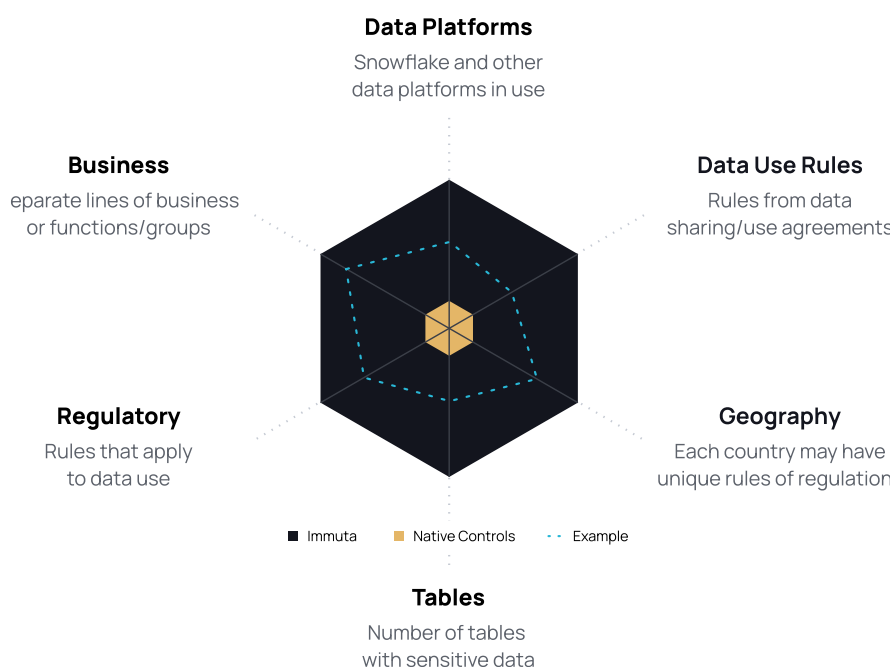 Data Platforms
Snowflake and other
data platforms in use
Business
eparate lines of business
or functions/groups
Data Use Rules
Rules from data
sharing/use agreements
Regulatory
Rules that apply
to data use
Geography
Each country may have
unique rules of regulation
Immuta
Native Controls
Example
Tables
Number of tables
with sensitive data